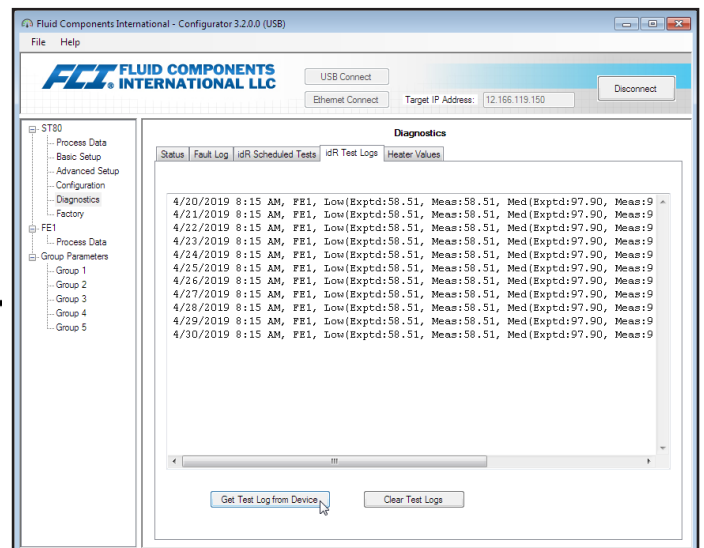 Fluid Components International - Configurator 3.2.0.0 (USB)
File Help
FCI® FLUID COMPONENTS
INTERNATIONAL LLC
USB Connect
Ethernet Connect
Target IP Address: 12.166.119.150
Disconnect
ST80
Process Data
Basic Setup
Advanced Setup
Configuration
Diagnostics
Factory
FE1
Process Data
Group Parameters
Group 1
Group 2
Group 3
Group 4
Group 5
Diagnostics
Status Fault Log idR Scheduled Tests idR Test Logs Heater Values
4/20/2019 8:15 AM, FE1, Low(Exptd:58.51, Meas:58.51, Med(Exptd:97.90, Meas:9
4/21/2019 8:15 AM, FE1, Low(Exptd:58.51, Meas:58.51, Med(Exptd:97.90, Meas:9
4/22/2019 8:15 AM, FE1, Low(Exptd:58.51, Meas:58.51, Med(Exptd:97.90, Meas:9
4/23/2019 8:15 AM, FE1, Low(Exptd:58.51, Meas:58.51, Med(Exptd:97.90, Meas:9
4/24/2019 8:15 AM, FE1, Low(Exptd:58.51, Meas:58.51, Med(Exptd:97.90, Meas:9
4/25/2019 8:15 AM, FE1, Low(Exptd:58.51, Meas:58.51, Med(Exptd:97.90, Meas:9
4/26/2019 8:15 AM, FE1, Low(Exptd:58.51, Meas:58.51, Med(Exptd:97.90, Meas:9
4/27/2019 8:15 AM, FE1, Low(Exptd:58.51, Meas:58.51, Med(Exptd:97.90, Meas:9
4/28/2019 8:15 AM, FE1, Low(Exptd:58.51, Meas:58.51, Med(Exptd:97.90, Meas:9
4/29/2019 8:15 AM, FE1, Low(Exptd:58.51, Meas:58.51, Med(Exptd:97.90, Meas:9
4/30/2019 8:15 AM, FE1, Low(Exptd:58.51, Meas:58.51, Med(Exptd:97.90, Meas:9
Get Test Log from Device
Clear Test Logs